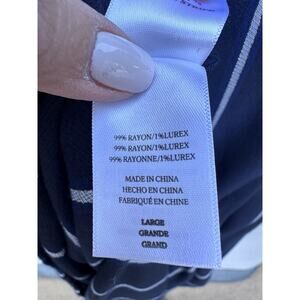 99% RAYON/1% LUREX
99% RAYON/1% LUREX
99% RAYONNE/1% LUREX
MADE IN CHINA
HECHO EN CHINA
FABRIQUÉ EN CHINE
LARGE
GRANDE
GRAND